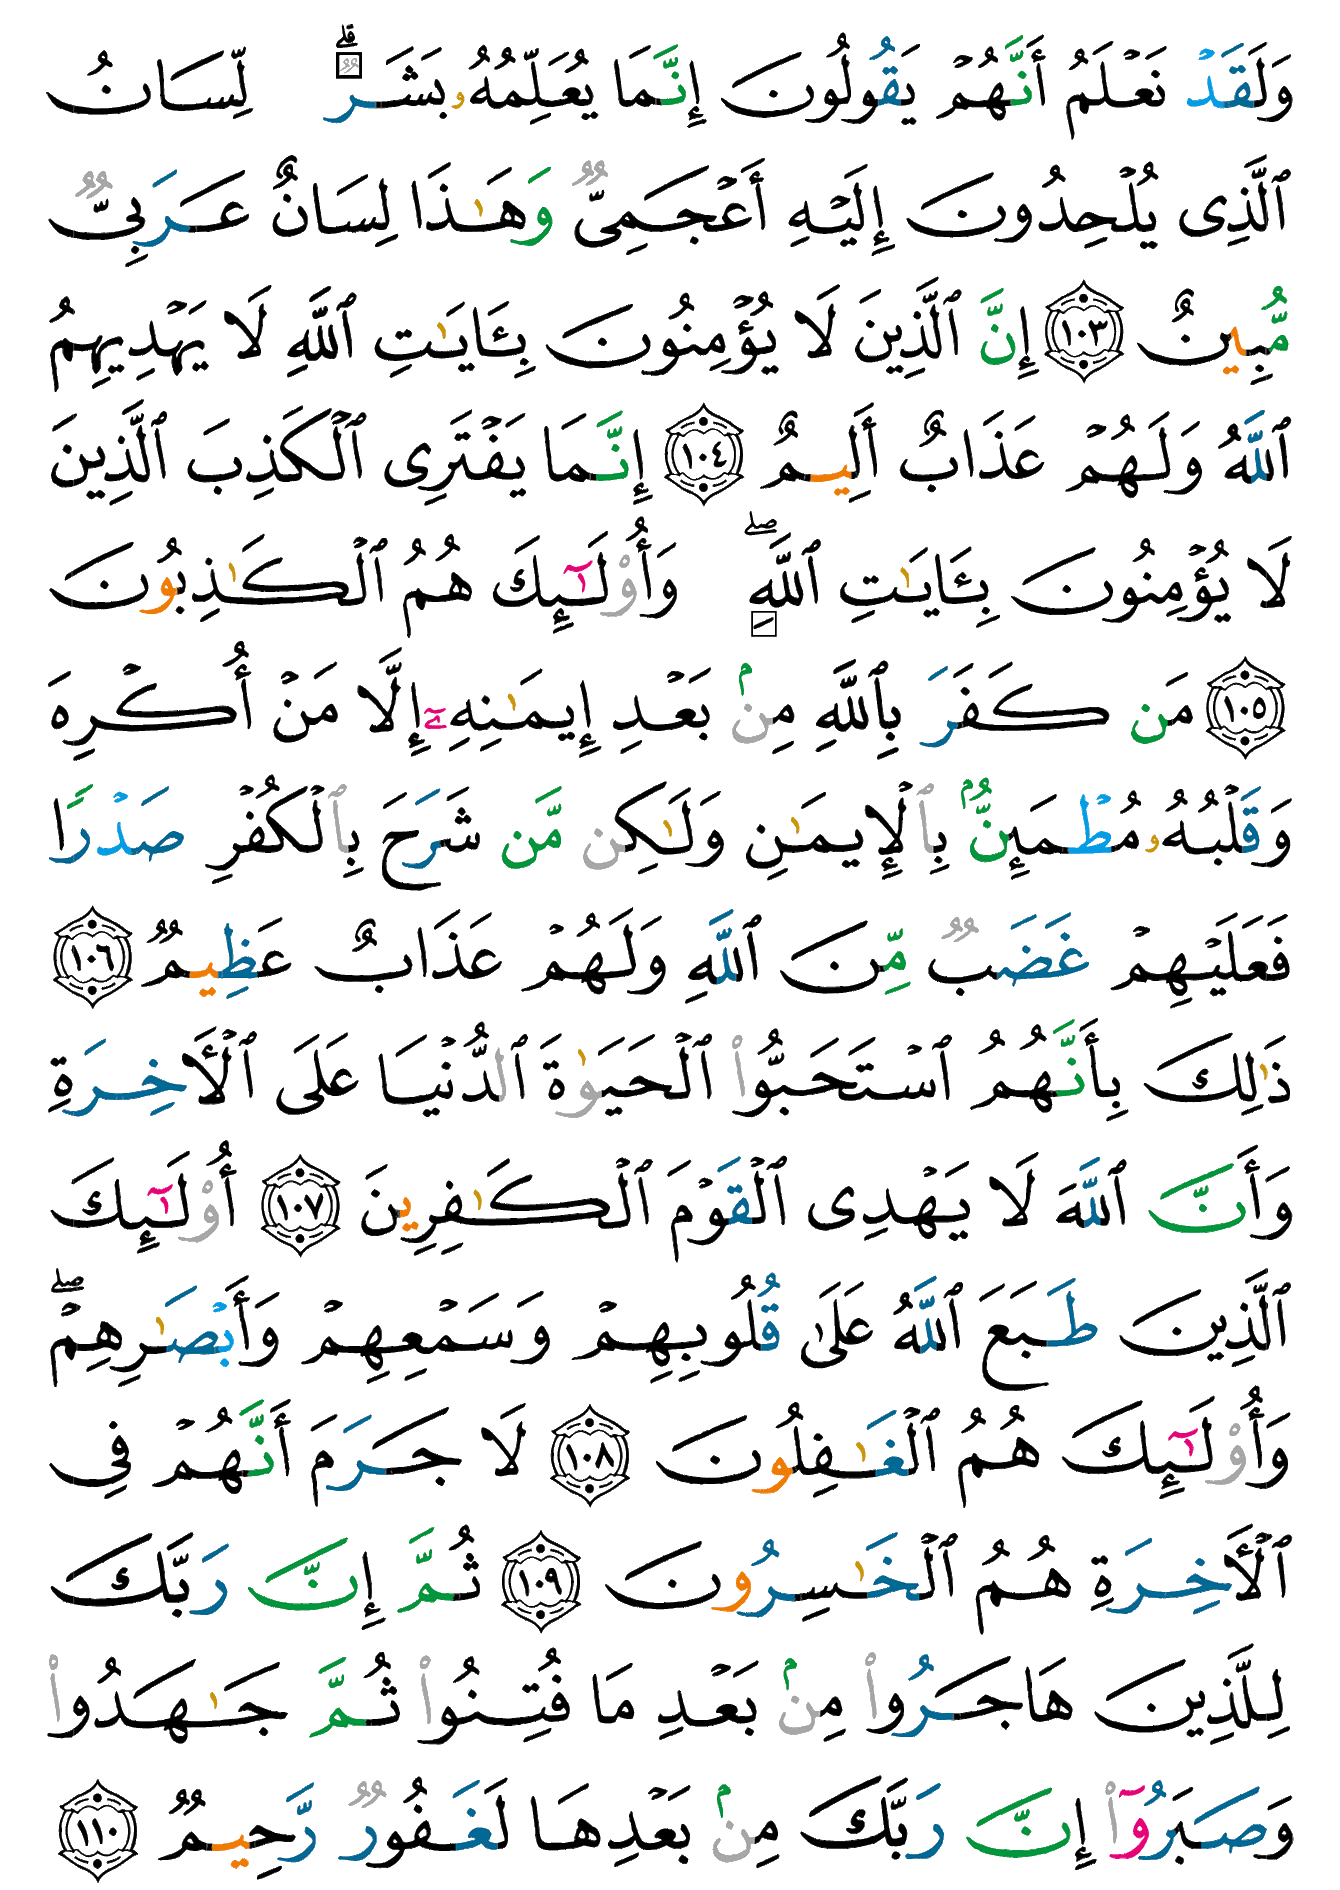 وَلَقَدۡ نَعۡلَمُ أَنَّهُمۡ يَقُولُونَ إِنَّمَا يُعَلِّمُهُۥ بَشَرٞۗ لِّسَانُ
ٱلَّذِي يُلۡحِدُونَ إِلَيۡهِ أَعۡجَمِيّٞ وَهَٰذَا لِسَانٌ عَرَبِيّٞ
مُّبِينٌ ١٠٣ إِنَّ ٱلَّذِينَ لَا يُؤۡمِنُونَ بِـَٔايَٰتِ ٱللَّهِ لَا يَهۡدِيهِمُ
ٱللَّهُ وَلَهُمۡ عَذَابٌ أَلِيمٌ ١٠٤ إِنَّمَا يَفۡتَرِي ٱلۡكَذِبَ ٱلَّذِينَ
لَا يُؤۡمِنُونَ بِـَٔايَٰتِ ٱللَّهِۖ وَأُوْلَٰٓئِكَ هُمُ ٱلۡكَٰذِبُونَ
١٠٥ مَن كَفَرَ بِٱللَّهِ مِنۢ بَعۡدِ إِيمَٰنِهِۦٓ إِلَّا مَنۡ أُكۡرِهَ
وَقَلۡبُهُۥ مُطۡمَئِنُّۢ بِٱلۡإِيمَٰنِ وَلَٰكِن مَّن شَرَحَ بِٱلۡكُفۡرِ صَدۡرٗا
فَعَلَيۡهِمۡ غَضَبٞ مِّنَ ٱللَّهِ وَلَهُمۡ عَذَابٌ عَظِيمٞ ١٠٦
ذَٰلِكَ بِأَنَّهُمُ ٱسۡتَحَبُّواْ ٱلۡحَيَوٰةَ ٱلدُّنۡيَا عَلَى ٱلۡأٓخِرَةِ
وَأَنَّ ٱللَّهَ لَا يَهۡدِي ٱلۡقَوۡمَ ٱلۡكَٰفِرِينَ ١٠٧ أُوْلَٰٓئِكَ
ٱلَّذِينَ طَبَعَ ٱللَّهُ عَلَىٰ قُلُوبِهِمۡ وَسَمۡعِهِمۡ وَأَبۡصَٰرِهِمۡۖ
وَأُوْلَٰٓئِكَ هُمُ ٱلۡغَٰفِلُونَ ١٠٨ لَا جَرَمَ أَنَّهُمۡ فِي
ٱلۡأٓخِرَةِ هُمُ ٱلۡخَٰسِرُونَ ١٠٩ ثُمَّ إِنَّ رَبَّكَ
لِلَّذِينَ هَاجَرُواْ مِنۢ بَعۡدِ مَا فُتِنُواْ ثُمَّ جَٰهَدُواْ
وَصَبَرُوٓاْ إِنَّ رَبَّكَ مِنۢ بَعۡدِهَا لَغَفُورٞ رَّحِيمٞ ١١٠